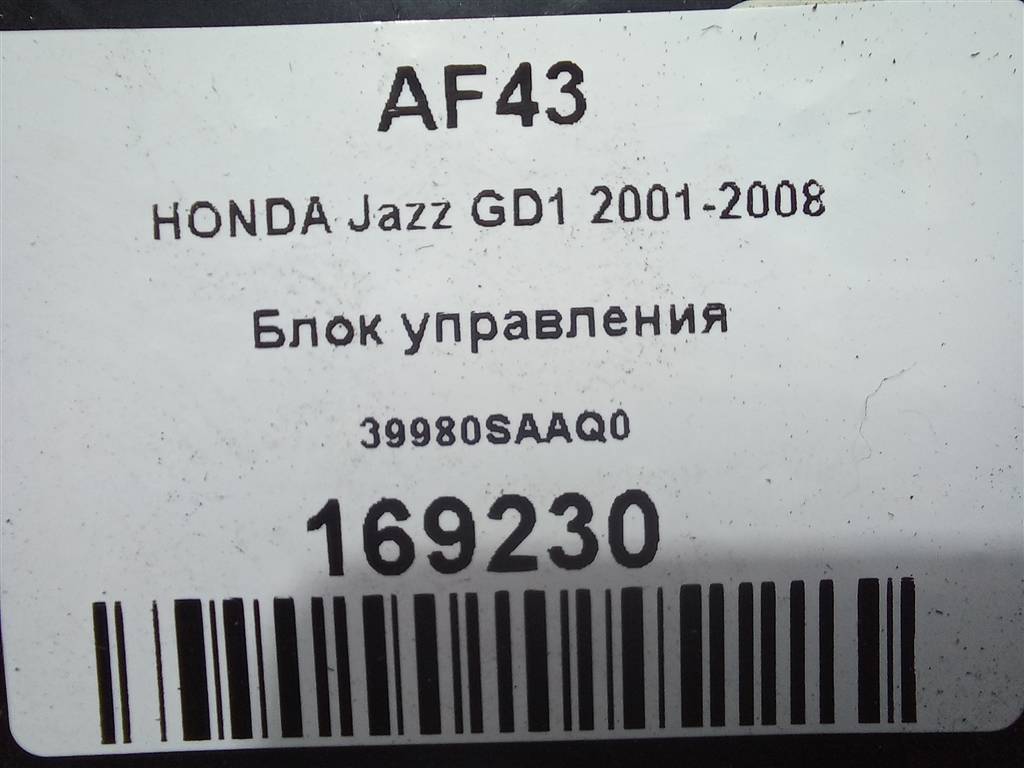 AF43
HONDA Jazz GD1 2001-2008
Блок управления
39980SAAQ0
169230